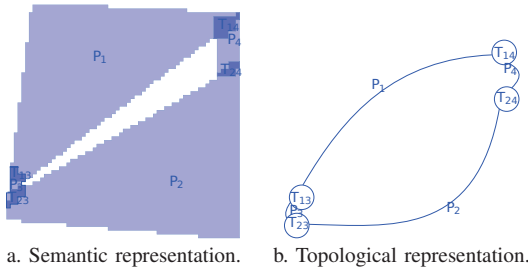 T14
P1
P4
T24
T13
P3
T23
P2
a. Semantic representation.
T14
P4
P1
T24
T13
P3
T23
P2
b. Topological representation.